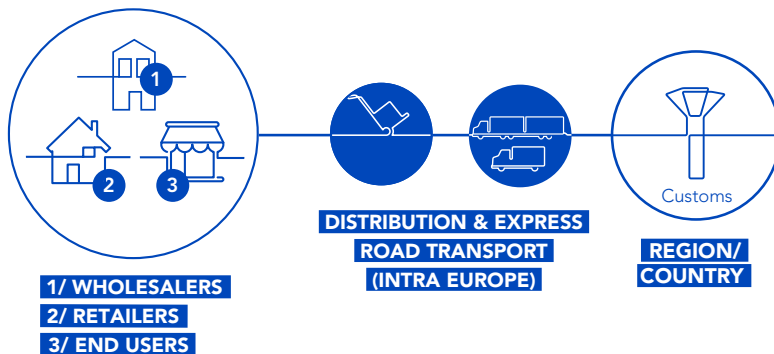 1
2
3
1/ WHOLESALERS
2/ RETAILERS
3/ END USERS
DISTRIBUTION & EXPRESS
ROAD TRANSPORT
(INTRA EUROPE)
Customs
REGION/
COUNTRY